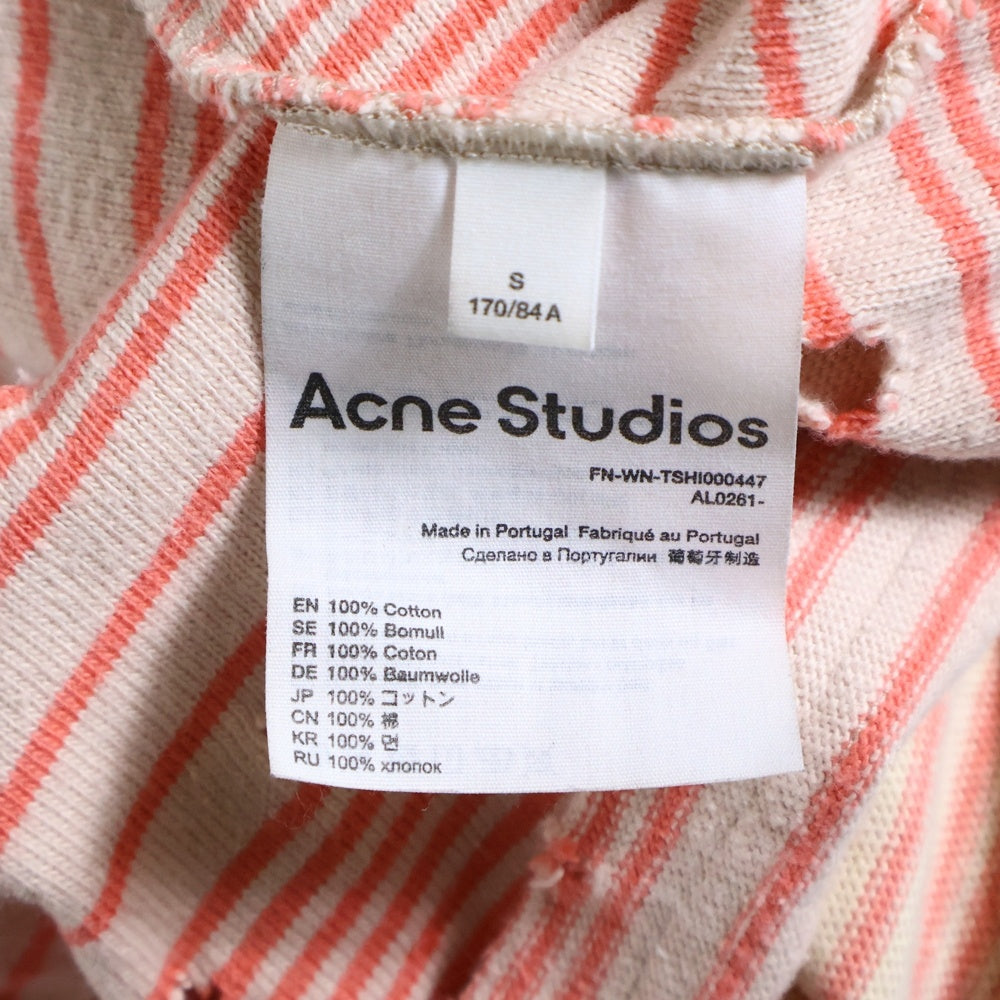 S
170/84A
Acne Studios
FN-WN-TSHI000447
AL0261-
Made in Portugal Fabriqué au Portugal
Сделано в Португалии 葡萄牙制造
EN 100% Cotton
SE 100% Bomull
FR 100% Coton
DE 100% Baumwolle
JP 100% コットン
CN 100% 棉
KR 100% 면
RU 100% хлопок